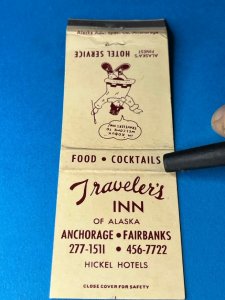 HOTEL SERVICE
ALASKA'S
FINEST
FOOD • COCKTAILS
Traveler's
INN
OF ALASKA
ANCHORAGE • FAIRBANKS
277-1511 • 456-7722
HICKEL HOTELS
CLOSE COVER FOR SAFETY